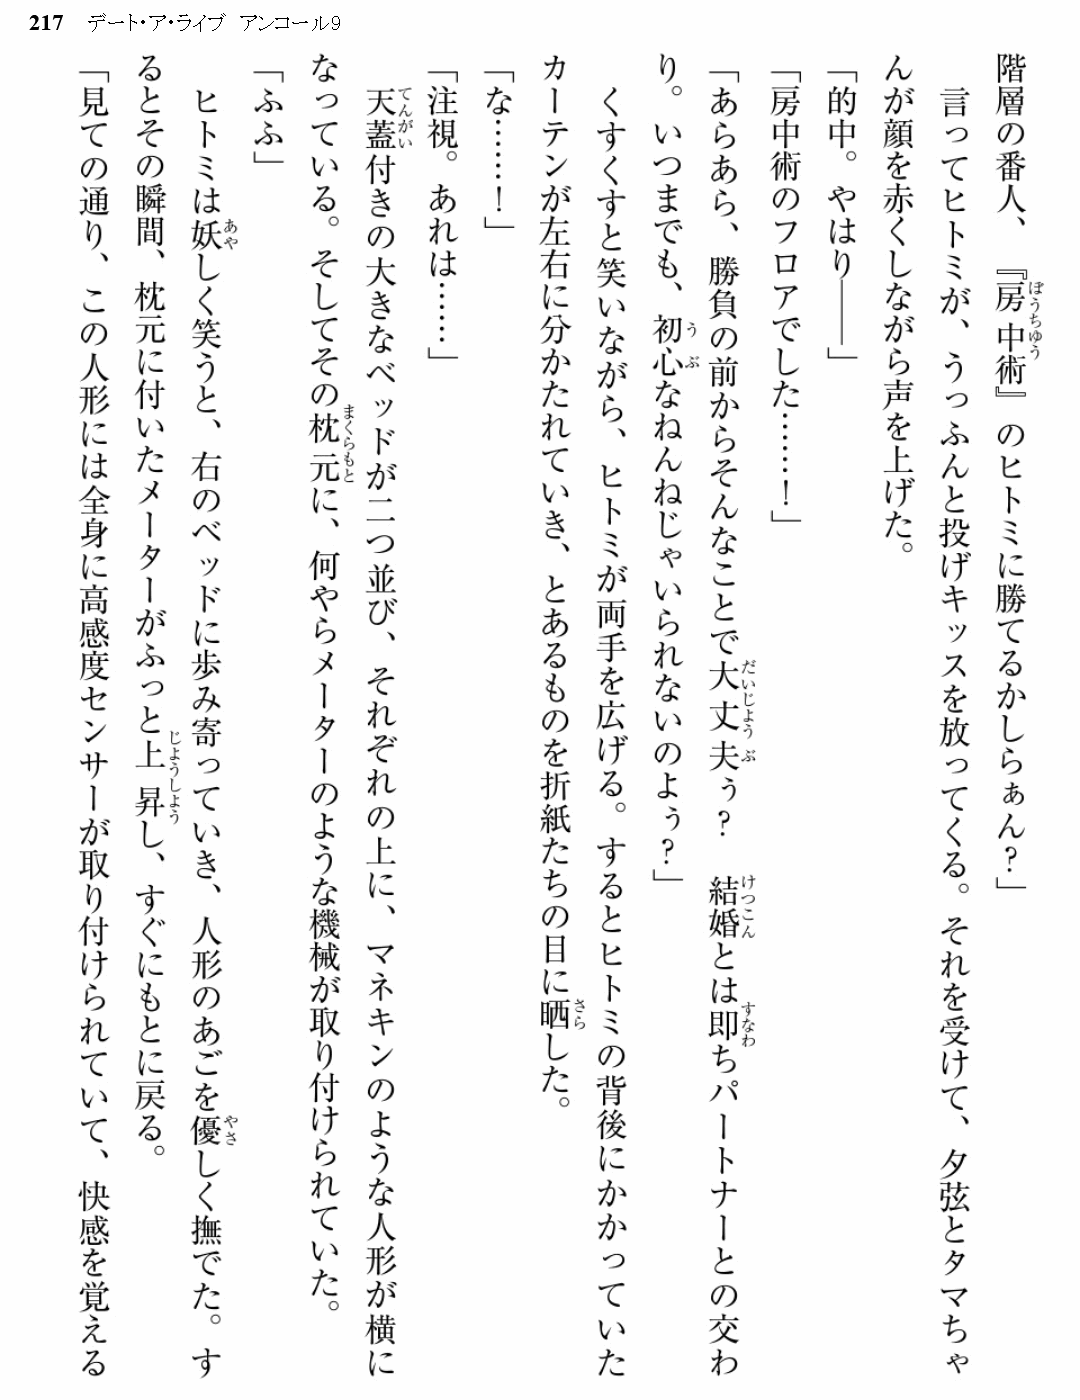 217 デート・ア・ライブ アンコール9
階層の番人、『房中術』のヒトミに勝てるかしらぁん?」
　言ってヒトミが、うっふんと投げキッスを放ってくる。それを受けて、夕弦とタマちゃ
んが顔を赤くしながら声を上げた。
「的中。やはり――」
「房中術のフロアでした……!」
「あらあら、勝負の前からそんなことで大丈夫ぅ?　結婚とは即ちパートナーとの交わ
り。いつまでも、初心なねんねじゃいられないのよぅ?」
　くすくすと笑いながら、ヒトミが両手を広げる。するとヒトミの背後にかかっていた
カーテンが左右に分かたれていき、とあるものを折紙たちの目に晒した。
「な……!」
「注視。あれは……」
　天蓋付きの大きなベッドが二つ並び、それぞれの上に、マネキンのような人形が横に
なっている。そしてその枕元に、何やらメーターのような機械が取り付けられていた。
「ふふ」
　ヒトミは妖しく笑うと、右のベッドに歩み寄っていき、人形のあごを優しく撫でた。す
るとその瞬間、枕元に付いたメーターがふっと上昇し、すぐにもとに戻る。
「見ての通り、この人形には全身に高感度センサーが取り付けられていて、快感を覚える